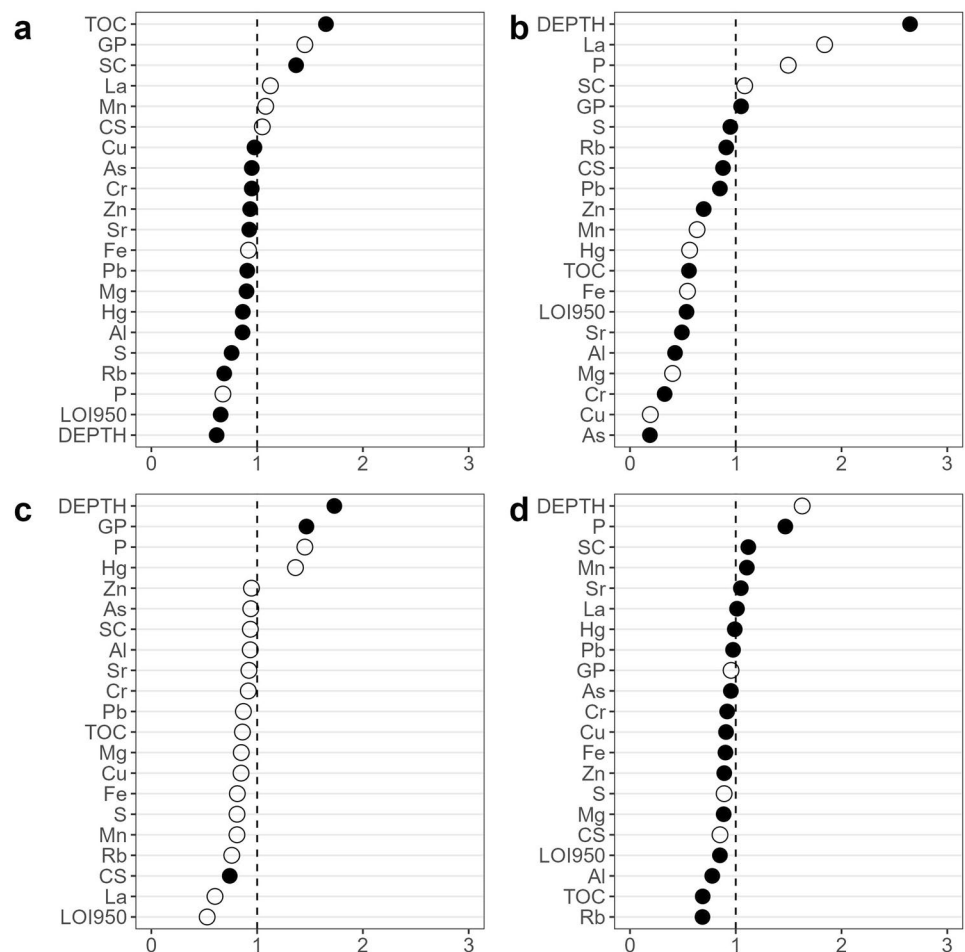 a
TOC
GP
SC
La
Mn
CS
Cu
As
Cr
Zn
Sr
Fe
Pb
Mg
Hg
Al
S
Rb
P
LOI950
DEPTH
0 1 2 3
b
DEPTH
La
P
SC
GP
S
Rb
CS
Pb
Zn
Mn
Hg
TOC
Fe
LOI950
Sr
Al
Mg
Cr
Cu
As
0 1 2 3
c
DEPTH
GP
P
Hg
Zn
As
SC
Al
Sr
Cr
Pb
TOC
Mg
Cu
Fe
S
Mn
Rb
CS
La
LOI950
0 1 2 3
d
DEPTH
P
SC
Mn
Sr
La
Hg
Pb
GP
As
Cr
Cu
Fe
Zn
S
Mg
CS
LOI950
Al
TOC
Rb
0 1 2 3